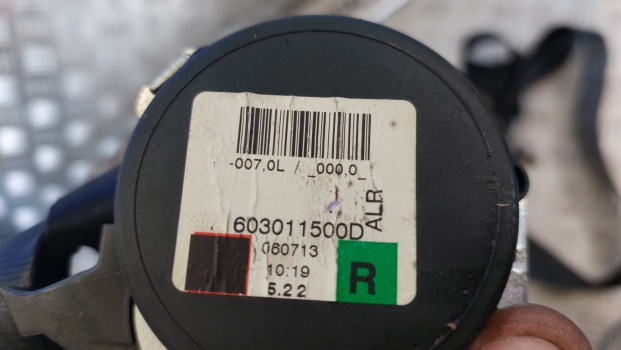 -007,0L / _000,0_
ALR
603011500D
060713
10:19
5.22
R